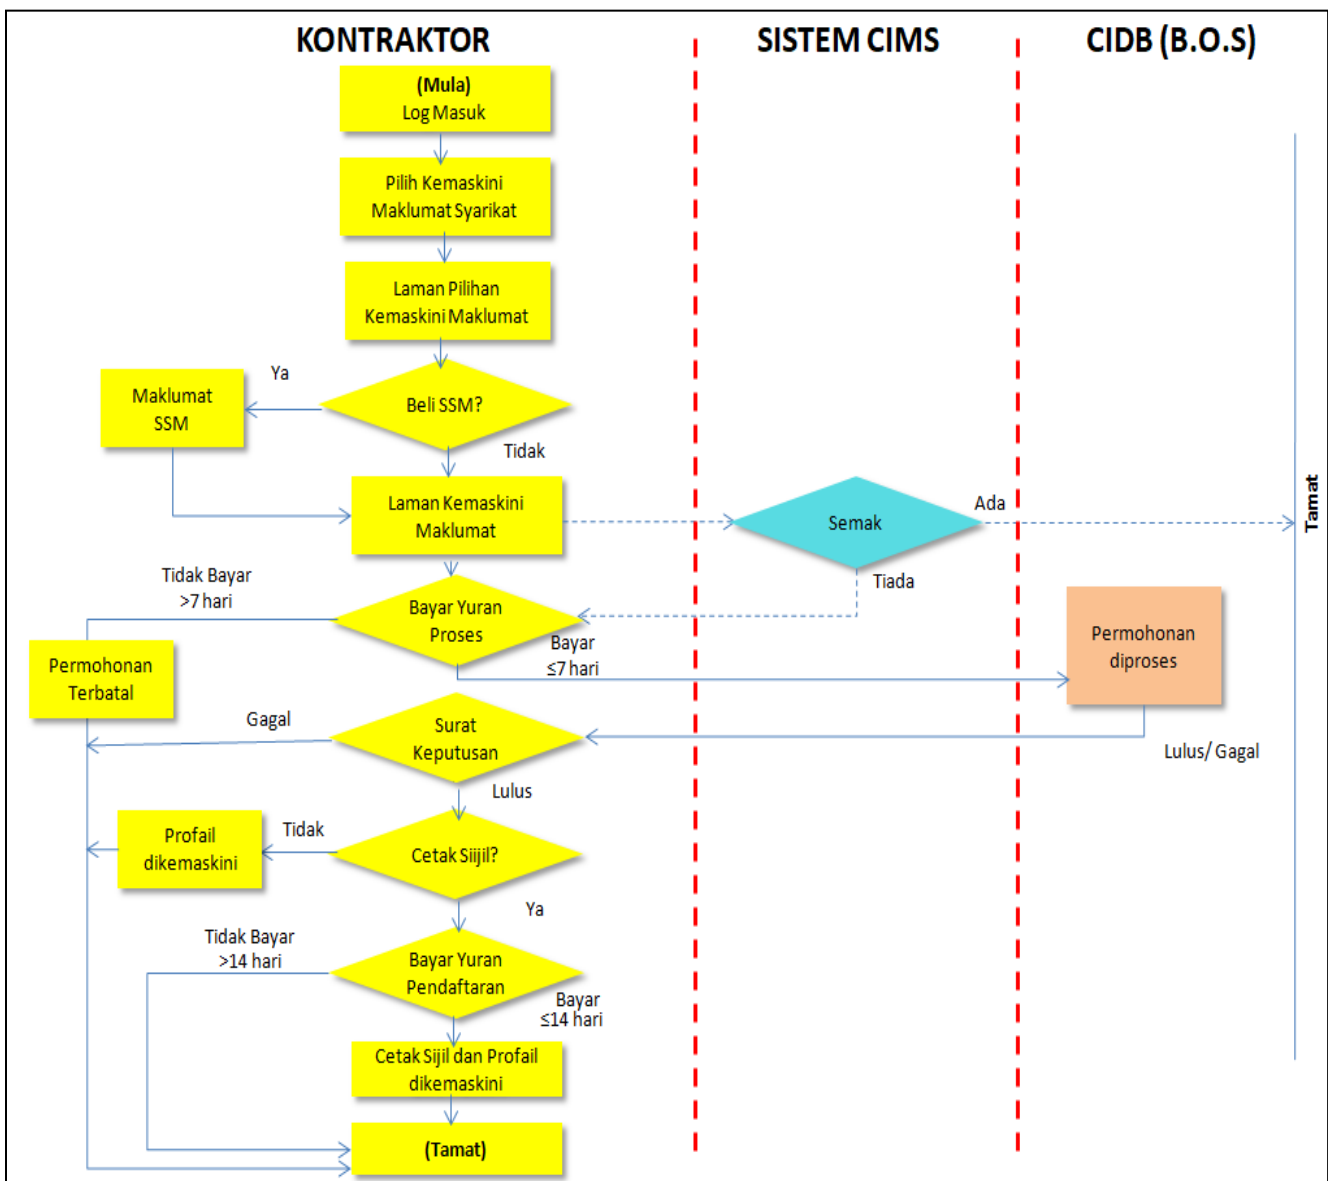 KONTRAKTOR
SISTEM CIMS
CIDB (B.O.S)
(Mula)
Log Masuk
Pilih Kemaskini
Maklumat Syarikat
Laman Pilihan
Kemaskini Maklumat
Ya
Maklumat
SSM
Beli SSM?
Tidak
Laman Kemaskini
Maklumat
Semak
Ada
Tamat
Tiada
Tidak Bayar
>7 hari
Bayar Yuran
Proses
Bayar
≤7 hari
Permohonan
diproses
Permohonan
Terbatal
Gagal
Surat
Keputusan
Lulus/ Gagal
Lulus
Profail
dikemaskini
Tidak
Cetak Siijil?
Ya
Tidak Bayar
>14 hari
Bayar Yuran
Pendaftaran
Bayar
≤14 hari
Cetak Sijil dan Profail
dikemaskini
(Tamat)